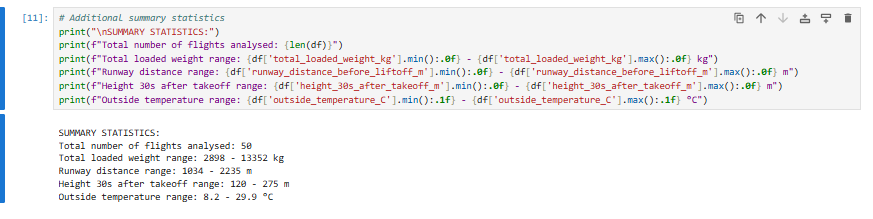 [11]: # Additional summary statistics
print("\nSUMMARY STATISTICS:")
print(f"Total number of flights analysed: {len(df)}")
print(f"Total loaded weight range: {df['total_loaded_weight_kg'].min():.0f} - {df['total_loaded_weight_kg'].max():.0f} kg")
print(f"Runway distance range: {df['runway_distance_before_liftoff_m'].min():.0f} - {df['runway_distance_before_liftoff_m'].max():.0f} m")
print(f"Height 30s after takeoff range: {df['height_30s_after_takeoff_m'].min():.0f} - {df['height_30s_after_takeoff_m'].max():.0f} m")
print(f"Outside temperature range: {df['outside_temperature_C'].min():.1f} - {df['outside_temperature_C'].max():.1f} °C")
SUMMARY STATISTICS:
Total number of flights analysed: 50
Total loaded weight range: 2898 - 13352 kg
Runway distance range: 1034 - 2235 m
Height 30s after takeoff range: 120 - 275 m
Outside temperature range: 8.2 - 29.9 °C